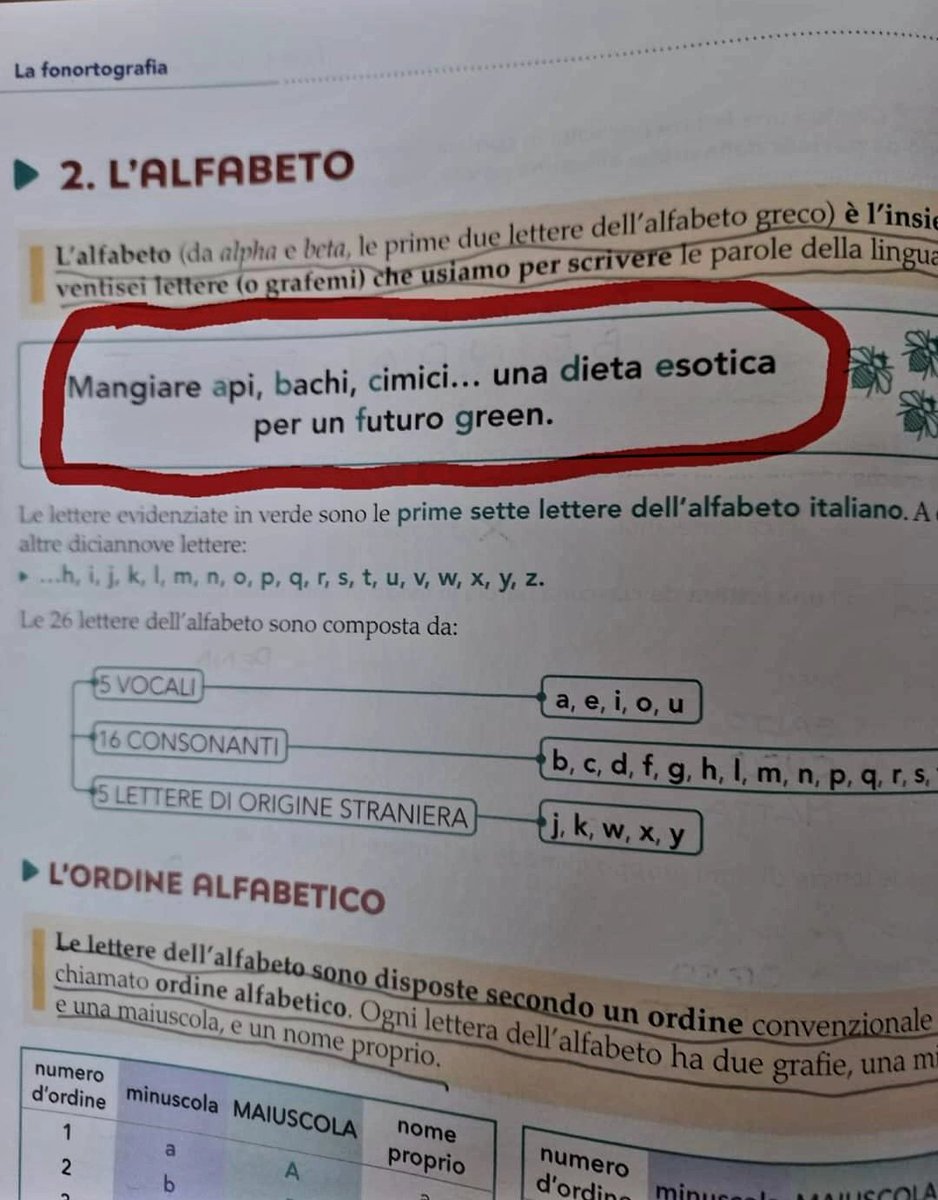 La fonortografia
2. L'ALFABETO
L'alfabeto (da alpha e beta, le prime due lettere dell'alfabeto greco) è l'insie
ventisei lettere (o grafemi) che usiamo per scrivere le parole della lingua
Mangiare api, bachi, cimici... una dieta esotica
per un futuro green.
Le lettere evidenziate in verde sono le prime sette lettere dell'alfabeto italiano. A
altre diciannove lettere:
...h, i, j, k, l, m, n, o, p, q, r, s, t, u, v, w, x, y, z.
Le 26 lettere dell'alfabeto sono composta da:
5 VOCALI a, e, i, o, u
16 CONSONANTI b, c, d, f, g, h, l, m, n, p, q, r, s,
5 LETTERE DI ORIGINE STRANIERA j, k, w, x, y
L'ORDINE ALFABETICO
Le lettere dell'alfabeto sono disposte secondo un ordine convenzionale
chiamato ordine alfabetico. Ogni lettera dell'alfabeto ha due grafie, una mi
e una maiuscola, e un nome proprio.
numero d'ordine minuscola MAIUSCOLA nome proprio
1 a A a
2 b
numero d'ordine minuscola MAIUSCOLA